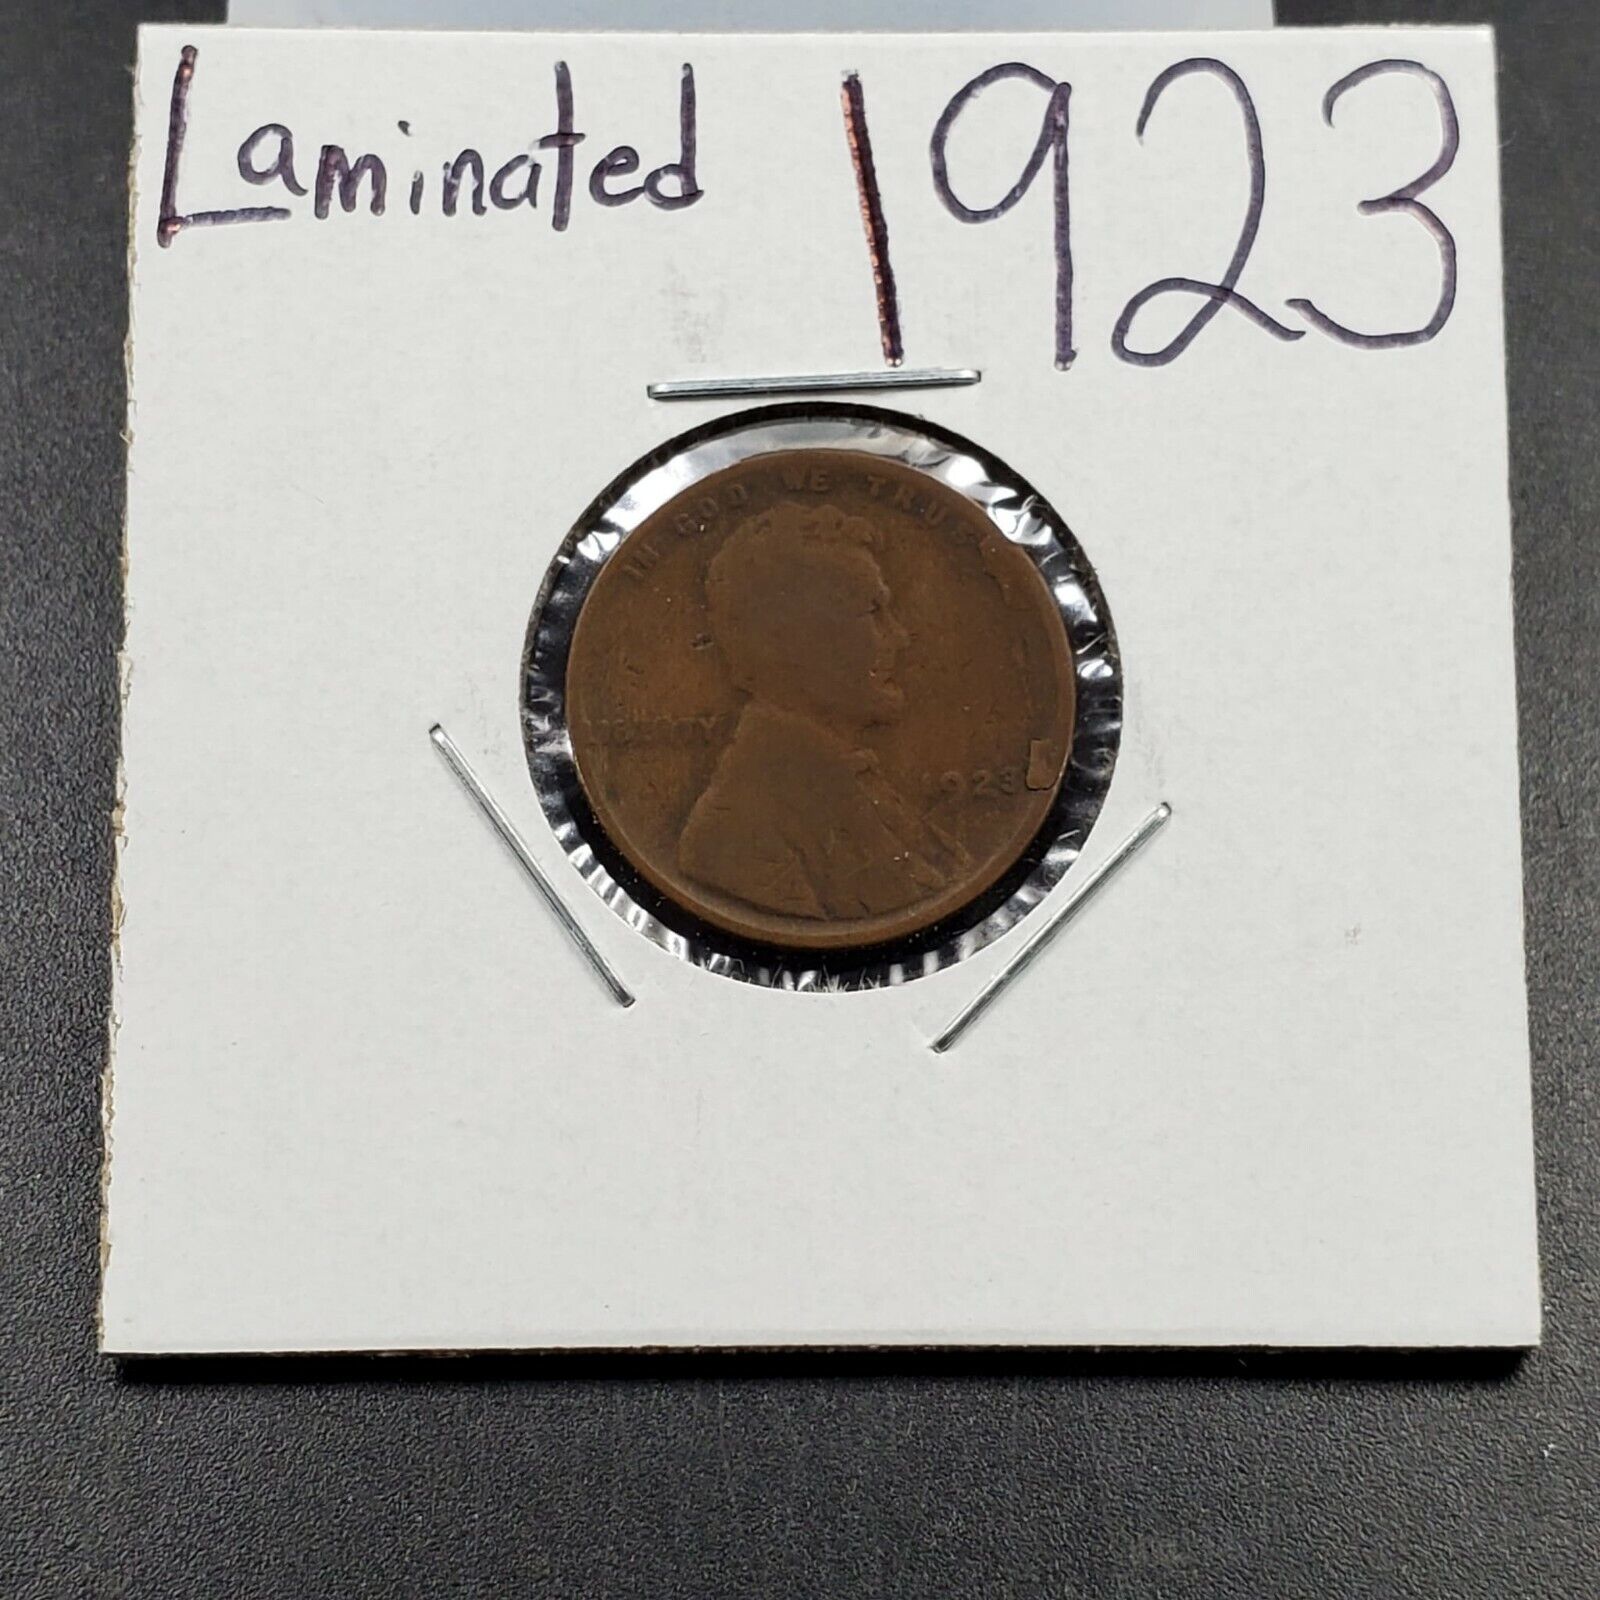 Laminated 1923
IN GOD WE TRUST
LIBERTY
1923